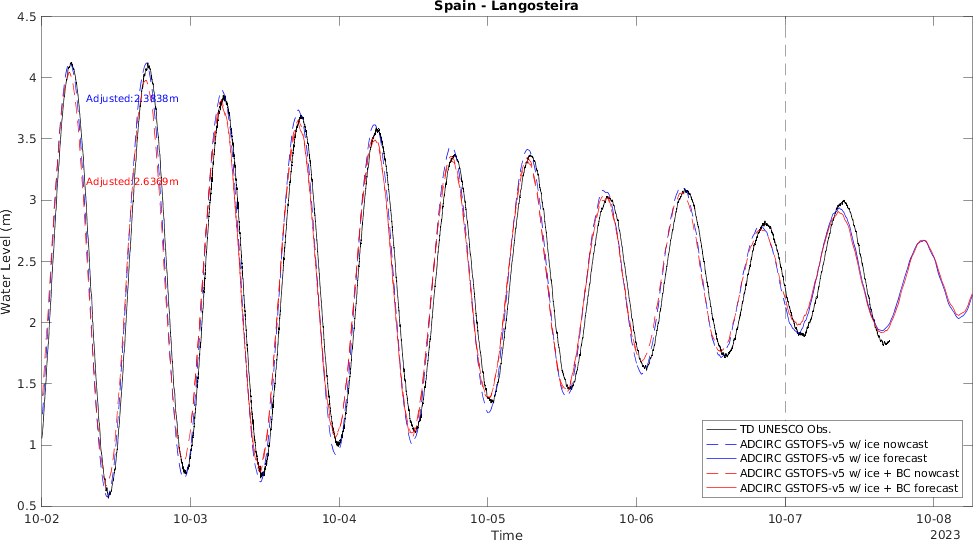 Spain - Langosteira
4.5
4
3.5
3
2.5
2
1.5
1
0.5
Water Level (m)
Adjusted:2.3838m
Adjusted:2.6369m
TD UNESCO Obs.
ADCIRC GSTOFS-v5 w/ ice nowcast
ADCIRC GSTOFS-v5 w/ ice forecast
ADCIRC GSTOFS-v5 w/ ice + BC nowcast
ADCIRC GSTOFS-v5 w/ ice + BC forecast
10-02 10-03 10-04 10-05 10-06 10-07 10-08
Time
2023